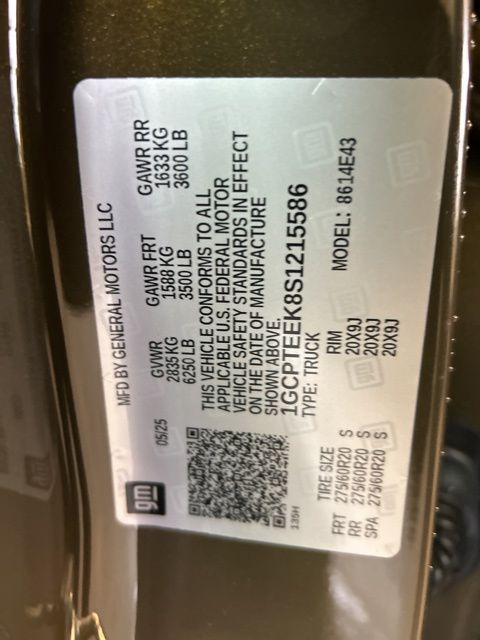 gm
MFD BY GENERAL MOTORS LLC
05/25
GVWR GAWR FRT GAWR RR
2835 KG 1588 KG 1633 KG
6250 LB 3500 LB 3600 LB
THIS VEHICLE CONFORMS TO ALL
APPLICABLE U.S. FEDERAL MOTOR
VEHICLE SAFETY STANDARDS IN EFFECT
ON THE DATE OF MANUFACTURE
SHOWN ABOVE.
1GCPTEEK8S1215586
TYPE: TRUCK
135H
TIRE SIZE RIM MODEL: 8614E43
FRT 275/60R20 S 20X9J
RR 275/60R20 S 20X9J
SPA 275/60R20 S 20X9J